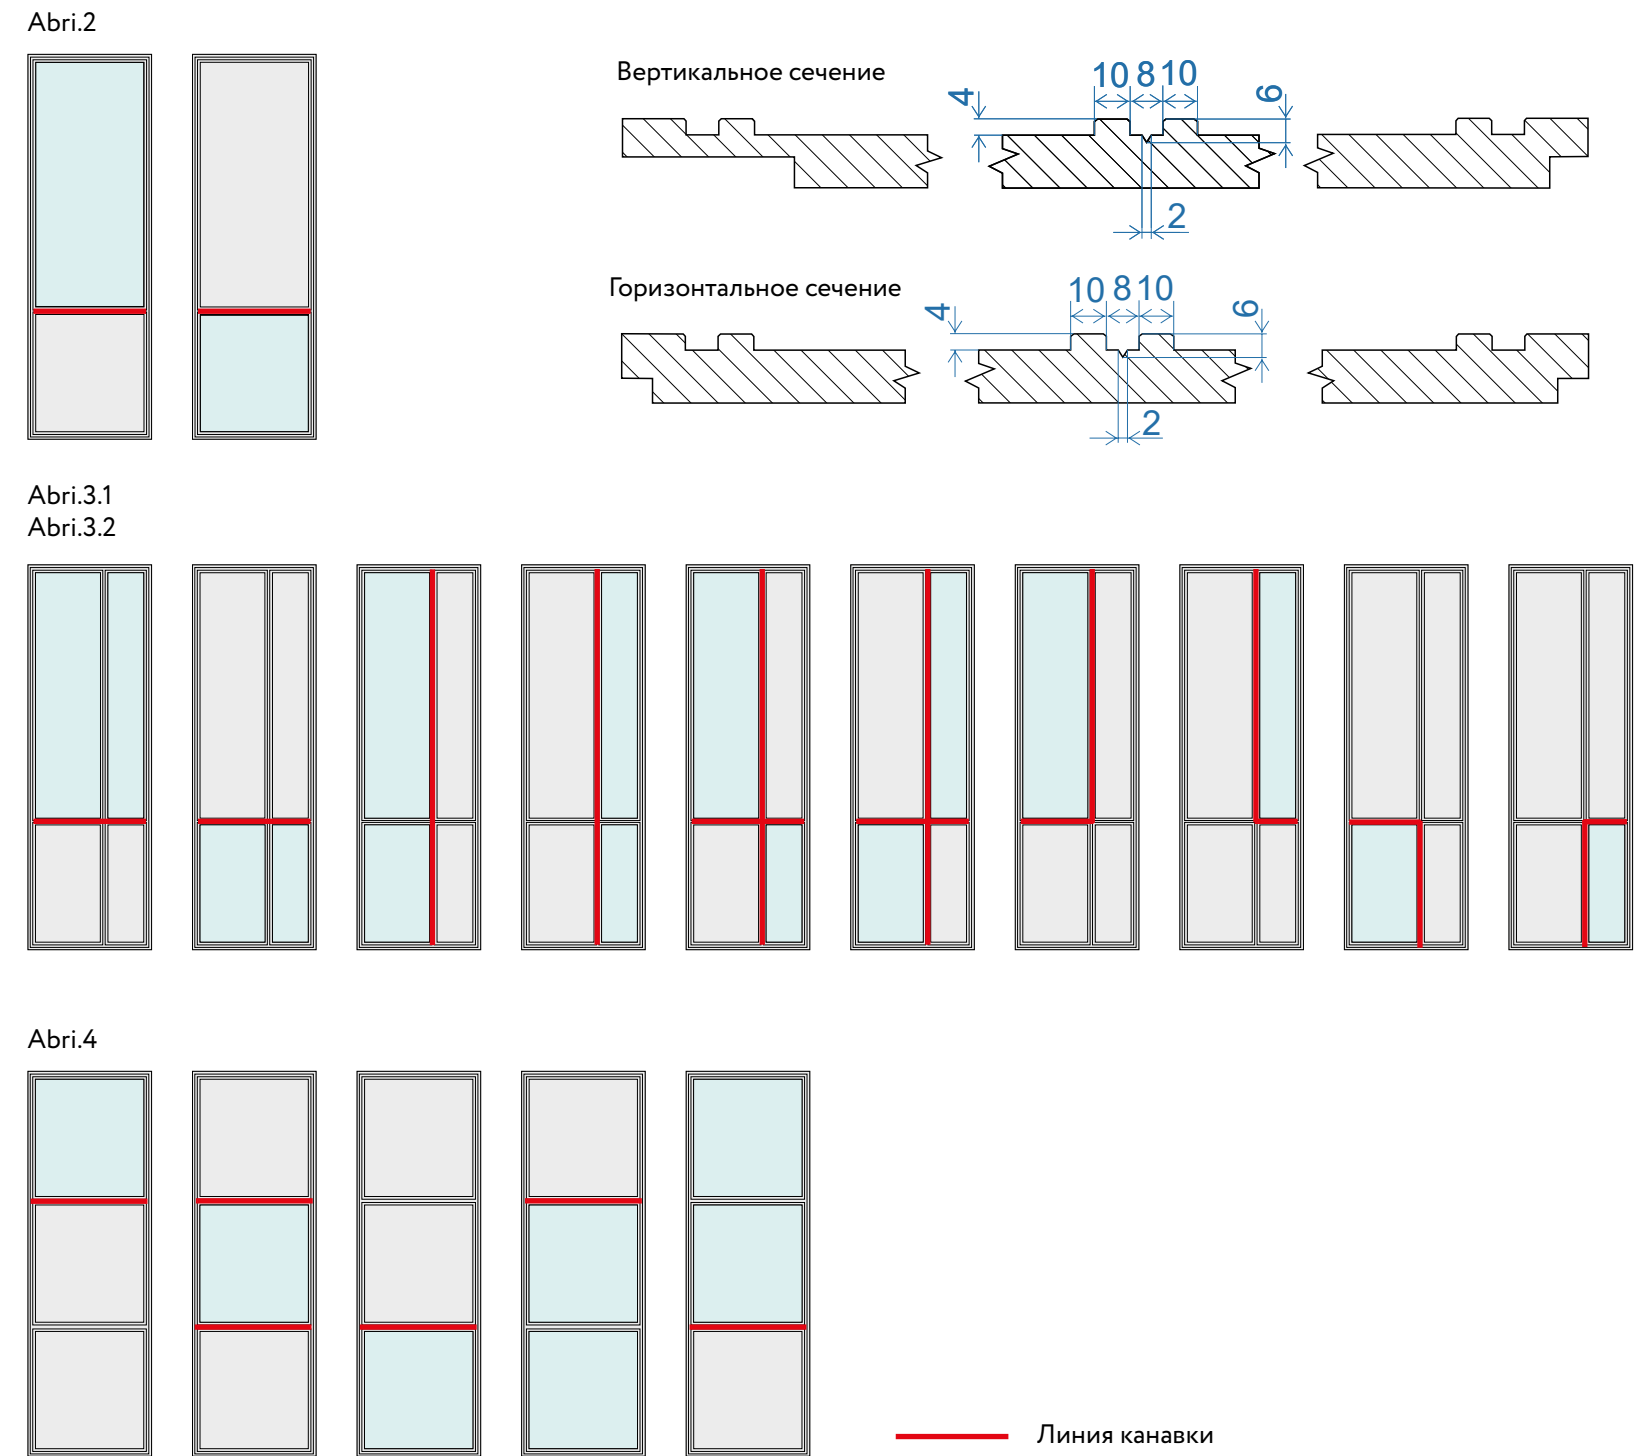 Abri.2
Вертикальное сечение
10 8 10
4
6
2
Горизонтальное сечение
10 8 10
4
6
2
Abri.3.1
Abri.3.2
Abri.4
Линия канавки